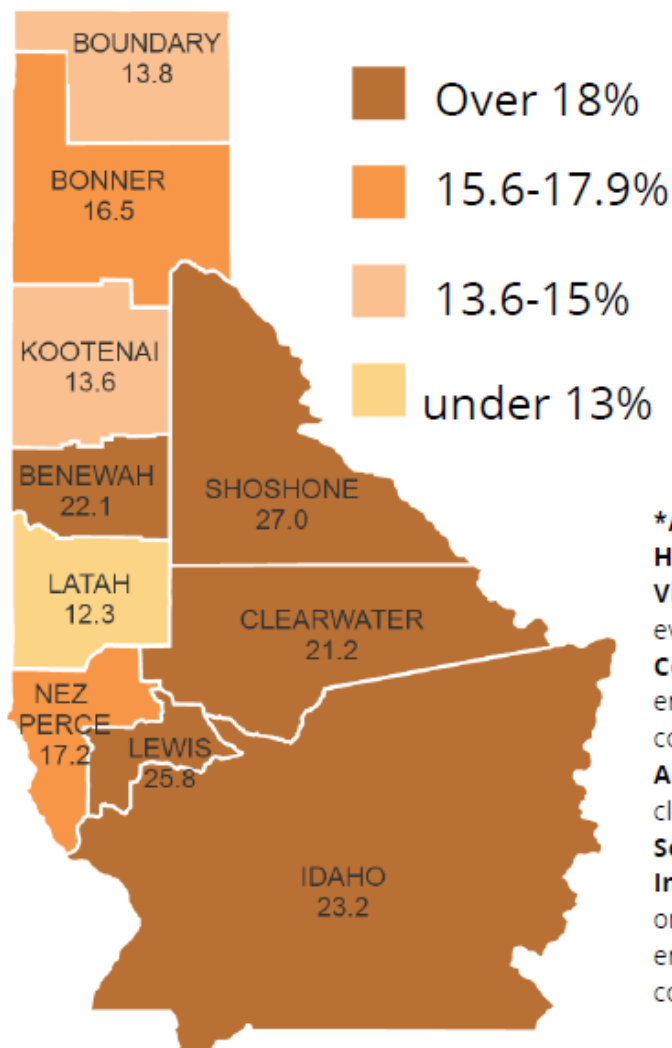 BOUNDARY
13.8
Over 18%
BONNER
16.5
15.6-17.9%
13.6-15%
KOOTENAI
13.6
under 13%
BENEWAH
22.1
SHOSHONE
27.0
LATAH
12.3
CLEARWATER
21.2
NEZ
PERCE
17.2
LEWIS
25.8
IDAHO
23.2